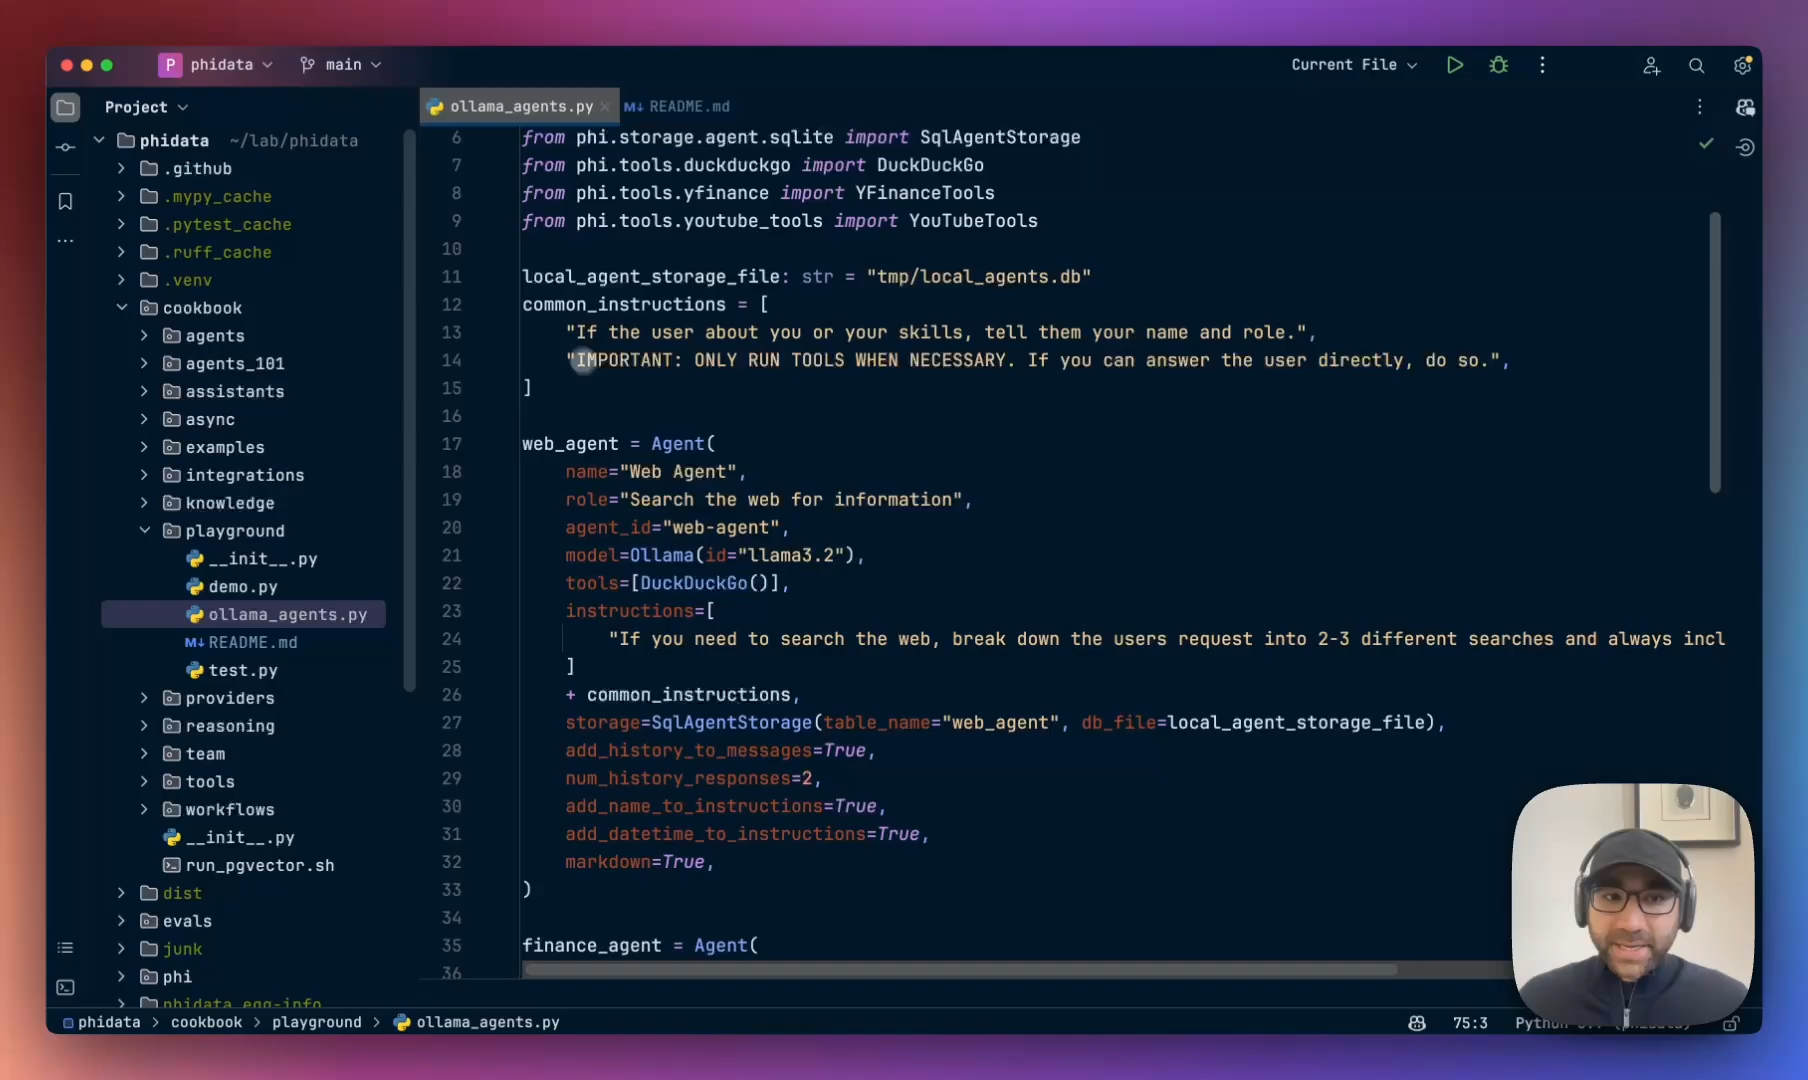 P phidata main
Current File
Project
phidata ~/lab/phidata
.github
.mypy_cache
.pytest_cache
.ruff_cache
.venv
cookbook
agents
agents_101
assistants
async
examples
integrations
knowledge
playground
__init__.py
demo.py
ollama_agents.py
M↓ README.md
test.py
providers
reasoning
team
tools
workflows
__init__.py
run_pgvector.sh
dist
evals
junk
phi
phidata.egg-info
ollama_agents.py M↓ README.md
6 from phi.storage.agent.sqlite import SqlAgentStorage
7 from phi.tools.duckduckgo import DuckDuckGo
8 from phi.tools.yfinance import YFinanceTools
9 from phi.tools.youtube_tools import YouTubeTools
10
11 local_agent_storage_file: str = "tmp/local_agents.db"
12 common_instructions = [
13 "If the user about you or your skills, tell them your name and role.",
14 "IMPORTANT: ONLY RUN TOOLS WHEN NECESSARY. If you can answer the user directly, do so.",
15 ]
16
17 web_agent = Agent(
18 name="Web Agent",
19 role="Search the web for information",
20 agent_id="web-agent",
21 model=Ollama(id="llama3.2"),
22 tools=[DuckDuckGo()],
23 instructions=[
24 "If you need to search the web, break down the users request into 2-3 different searches and always incl
25 ]
26 + common_instructions,
27 storage=SqlAgentStorage(table_name="web_agent", db_file=local_agent_storage_file),
28 add_history_to_messages=True,
29 num_history_responses=2,
30 add_name_to_instructions=True,
31 add_datetime_to_instructions=True,
32 markdown=True,
33 )
34
35 finance_agent = Agent(
36
phidata > cookbook > playground > ollama_agents.py
75:3